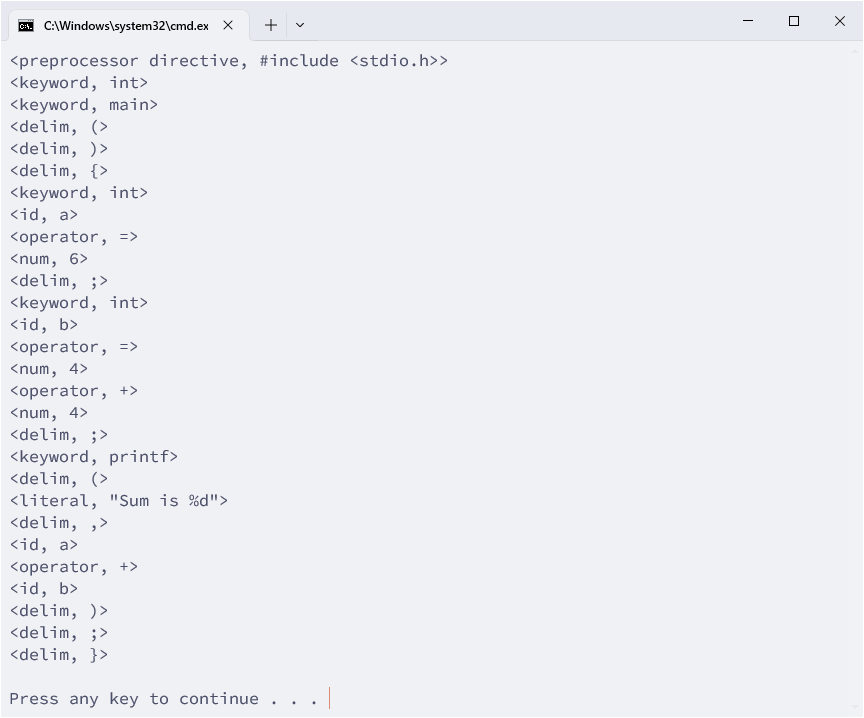 C:\Windows\system32\cmd.ex
<preprocessor directive, #include <stdio.h>>
<keyword, int>
<keyword, main>
<delim, (>
<delim, )>
<delim, {>
<keyword, int>
<id, a>
<operator, =>
<num, 6>
<delim, ;>
<keyword, int>
<id, b>
<operator, =>
<num, 4>
<operator, +>
<num, 4>
<delim, ;>
<keyword, printf>
<delim, (>
<literal, "Sum is %d">
<delim, ,>
<id, a>
<operator, +>
<id, b>
<delim, )>
<delim, ;>
<delim, }>
Press any key to continue . . .